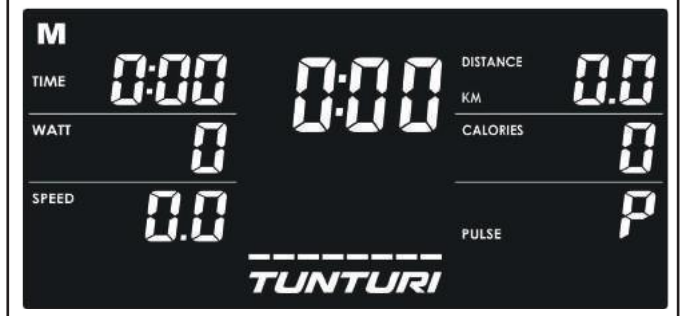 M
TIME 0:00
WATT 0
SPEED 0.0
0:00
DISTANCE
KM 0.0
CALORIES 0
PULSE P
TUNTURI